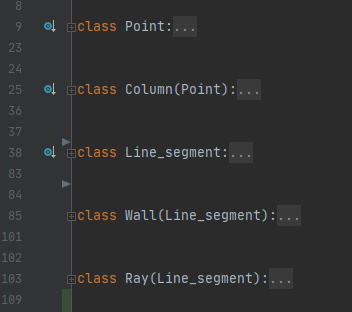 8
9 class Point:...
23
24
25 class Column(Point):...
36
37
38 class Line_segment:...
83
84
85 class Wall(Line_segment):...
101
102
103 class Ray(Line_segment):...
109